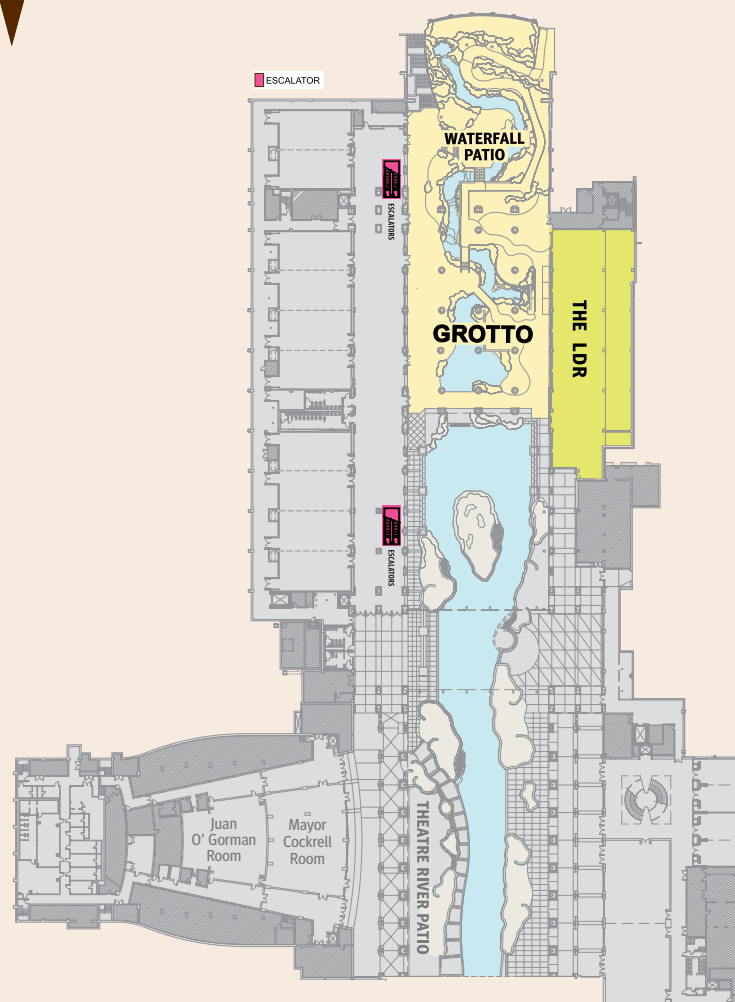 ESCALATOR
WATERFALL
PATIO
ESCALATORS
GROTTO
THE LDR
ESCALATORS
Juan
O' Gorman
Room
Mayor
Cockrell
Room
THEATRE RIVER PATIO